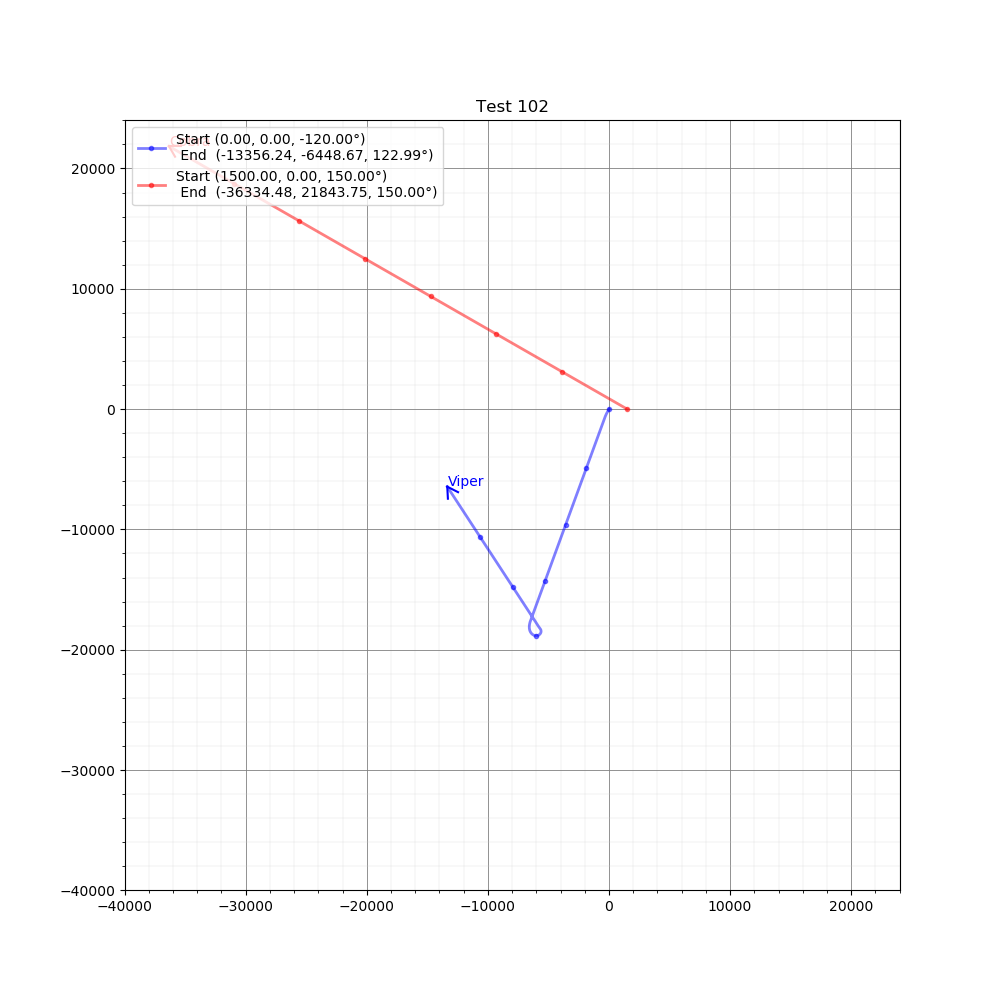 Test 102
Start (0.00, 0.00, -120.00°)
End (-13356.24, -6448.67, 122.99°)
Start (1500.00, 0.00, 150.00°)
End (-36334.48, 21843.75, 150.00°)
Viper
20000
10000
0
−10000
−20000
−30000
−40000
−40000 −30000 −20000 −10000 0 10000 20000